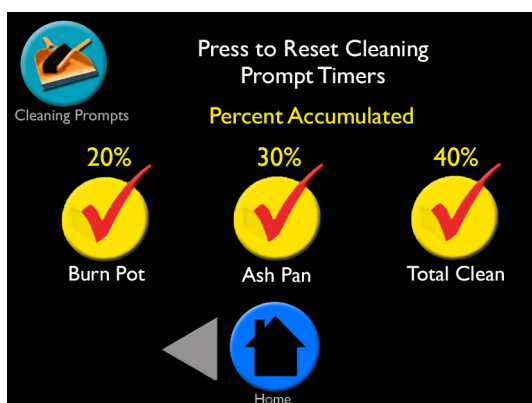 Press to Reset Cleaning
Prompt Timers
Cleaning Prompts
Percent Accumulated
20% 30% 40%
Burn Pot Ash Pan Total Clean
Home